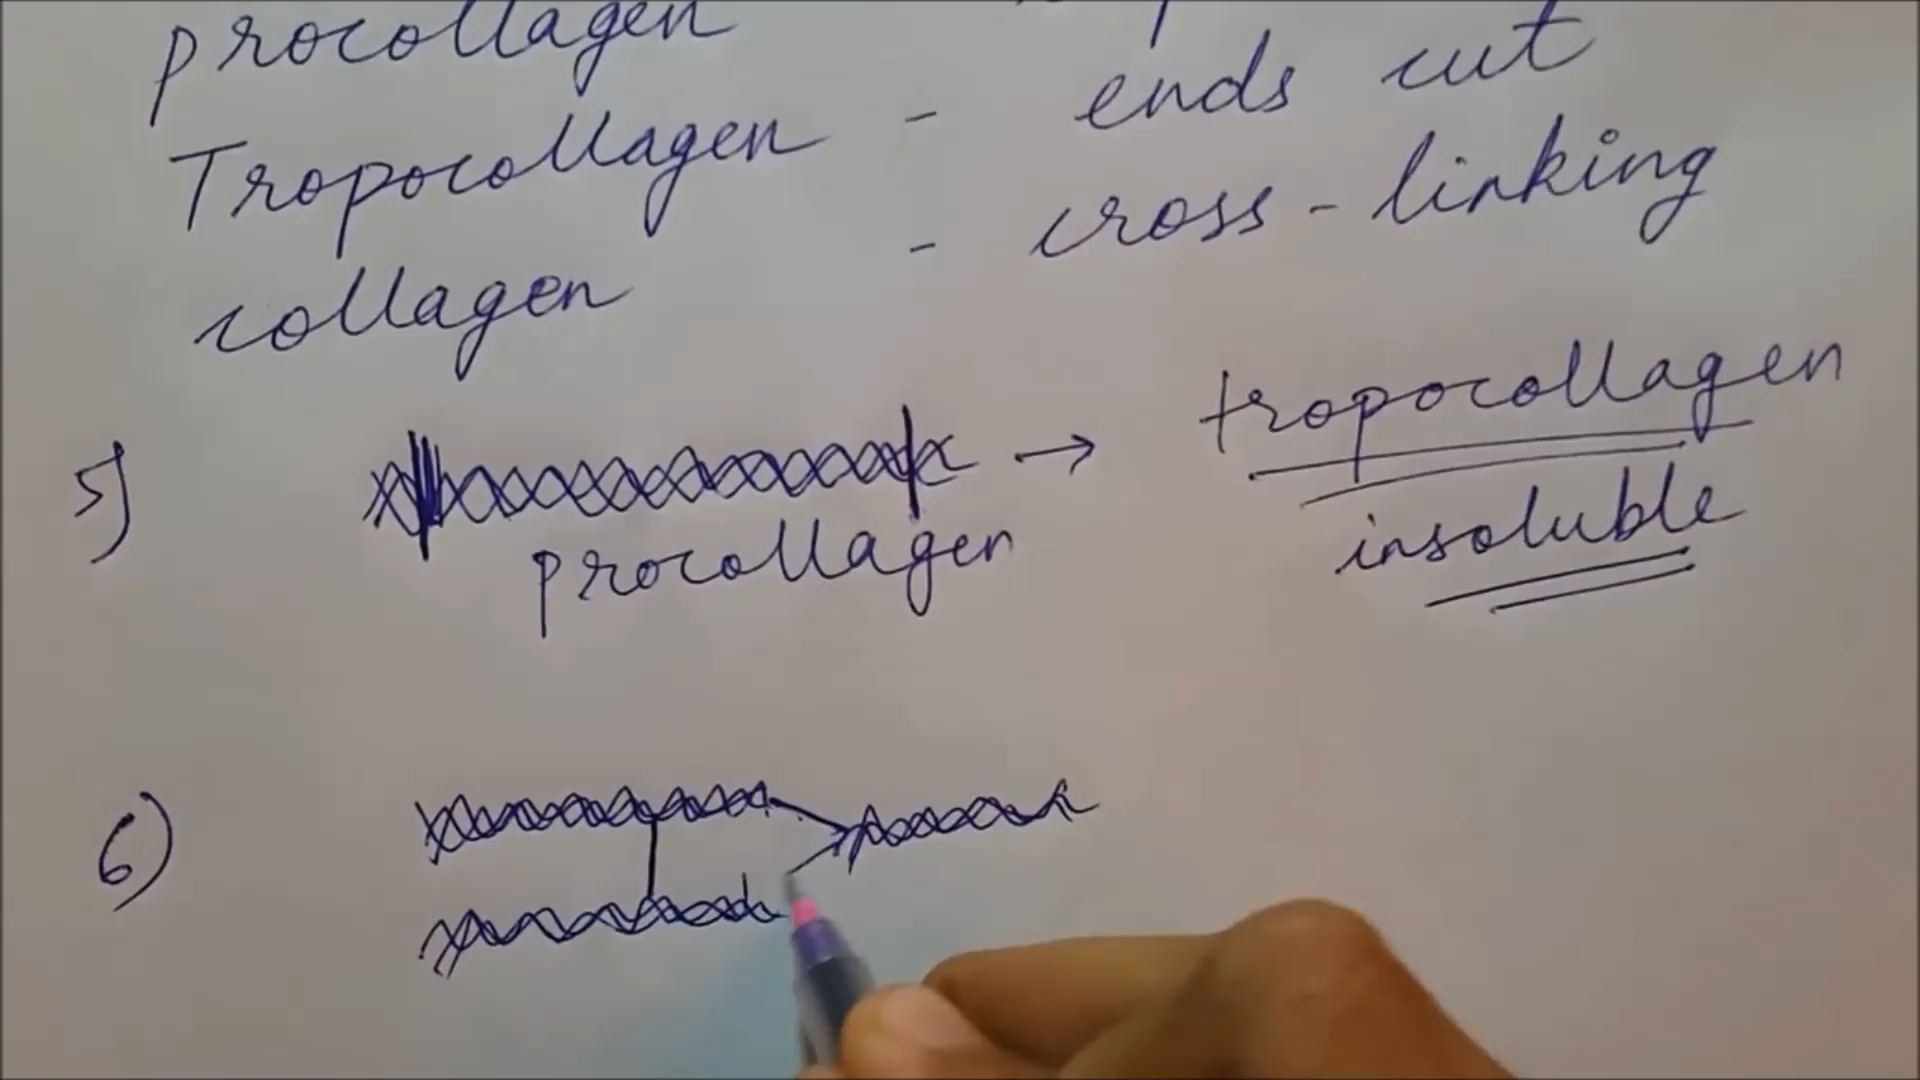 procollagen
Tropocollagen - ends cut
collagen - cross-linking
5) → tropocollagen
procollagen insoluble
6)